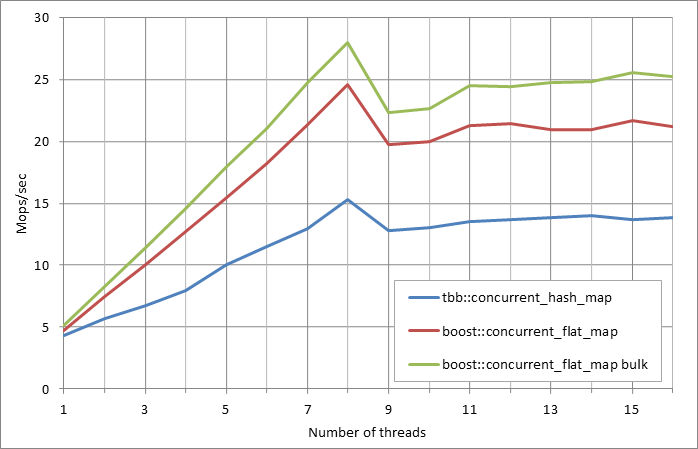 30
25
20
15
10
5
0
Mops/sec
tbb::concurrent_hash_map
boost::concurrent_flat_map
boost::concurrent_flat_map bulk
1 3 5 7 9 11 13 15
Number of threads